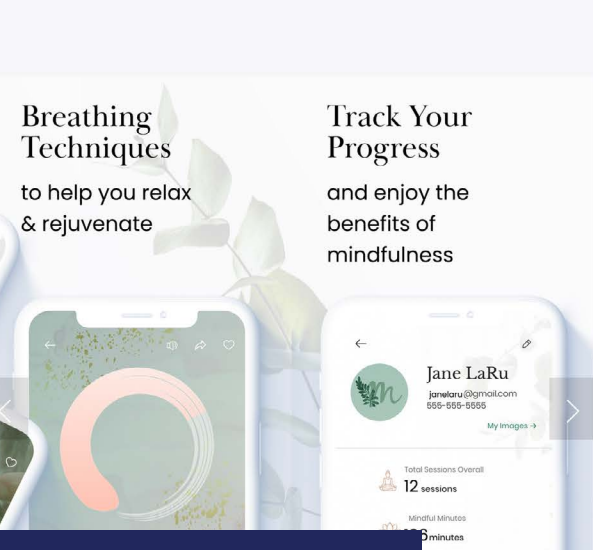 Breathing
Techniques
to help you relax
& rejuvenate
Track Your
Progress
and enjoy the
benefits of
mindfulness
Jane LaRu
janelaru@gmail.com
555-555-5555
My Images →
Total Sessions Overall
12 sessions
Mindful Minutes
minutes